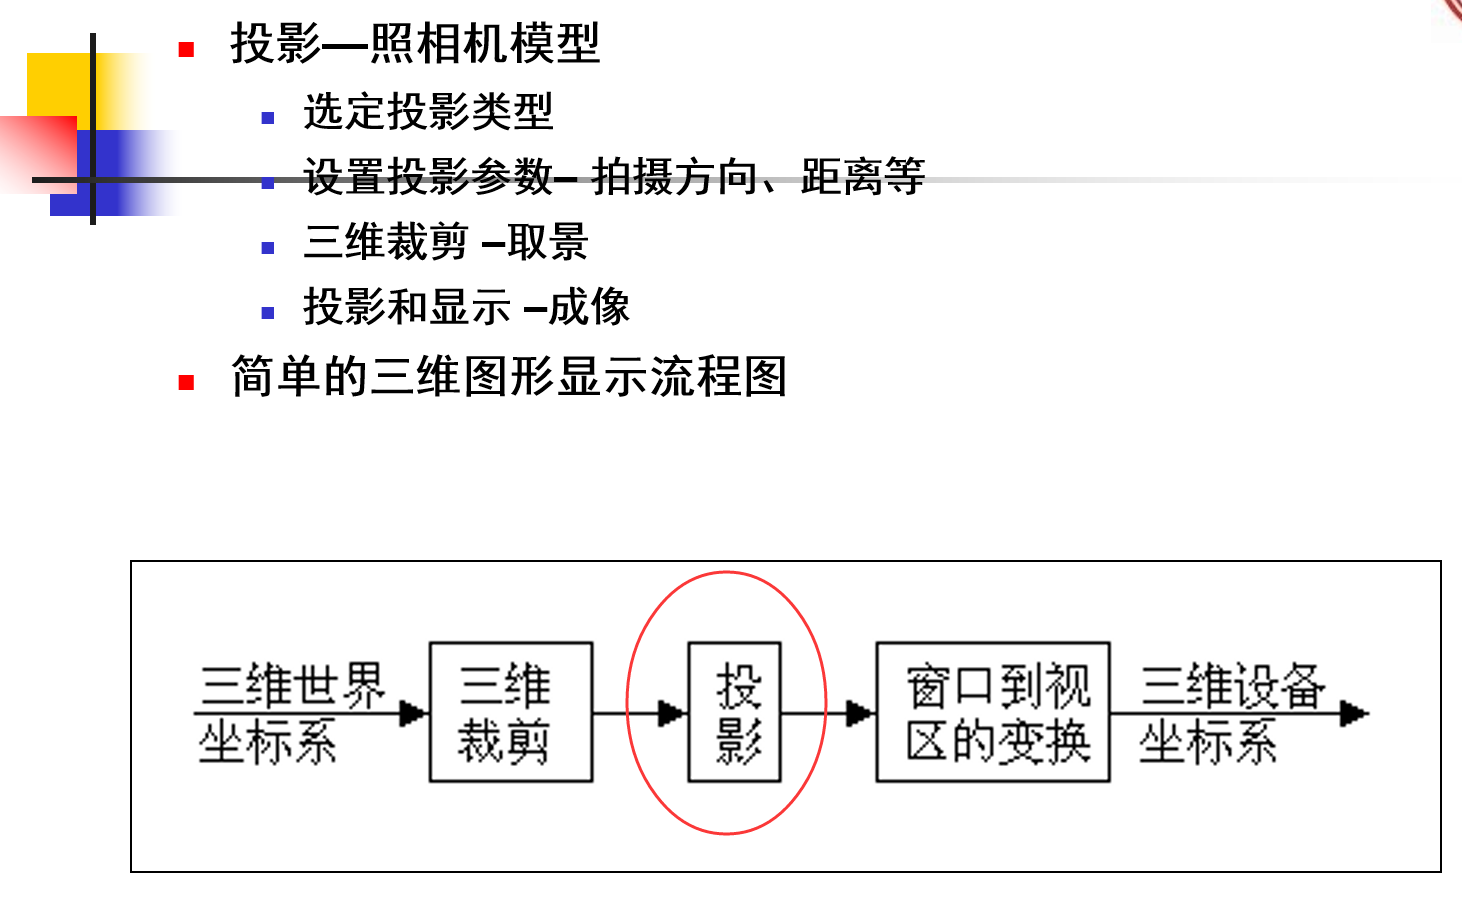 投影—照相机模型
选定投影类型
设置投影参数– 拍摄方向、距离等
三维裁剪 –取景
投影和显示 –成像
简单的三维图形显示流程图
三维世界
坐标系
三维
裁剪
投
影
窗口到视
区的变换
三维设备
坐标系